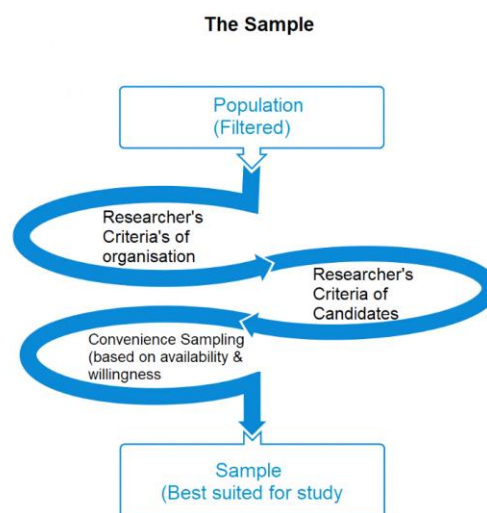 The Sample
Population
(Filtered)
Researcher's
Criteria's of
organisation
Researcher's
Criteria of
Candidates
Convenience Sampling
(based on availability &
willingness
Sample
(Best suited for study